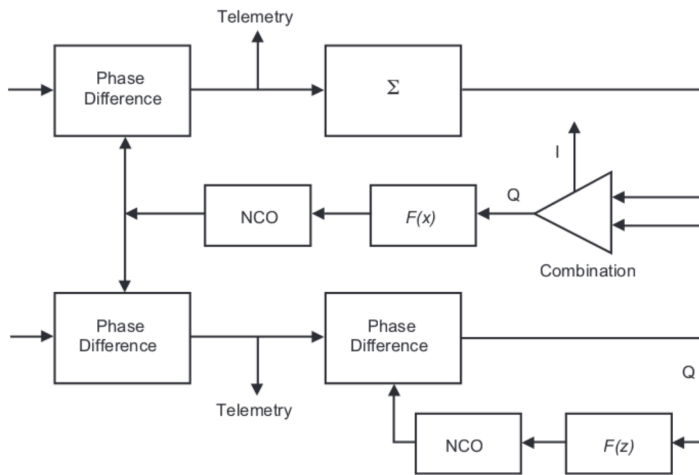 Telemetry
Phase
Difference
Σ
I
NCO
F(x)
Q
Combination
Phase
Difference
Phase
Difference
Q
Telemetry
NCO
F(z)